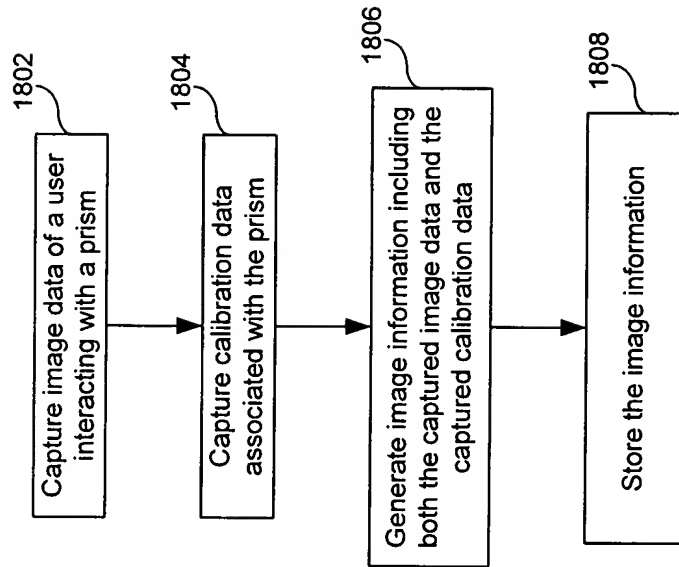 1802
Capture image data of a user
interacting with a prism
1804
Capture calibration data
associated with the prism
1806
Generate image information including
both the captured image data and the
captured calibration data
1808
Store the image information